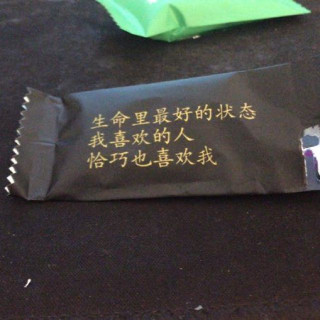 生命里最好的状态
我喜欢的人
恰巧也喜欢我